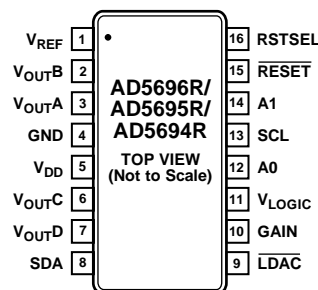 VREF 1
VOUTB 2
VOUTA 3
GND 4
VDD 5
VOUTC 6
VOUTD 7
SDA 8
AD5696R/
AD5695R/
AD5694R
TOP VIEW
(Not to Scale)
16 RSTSEL
15 RESET
14 A1
13 SCL
12 A0
11 VLOGIC
10 GAIN
9 LDAC